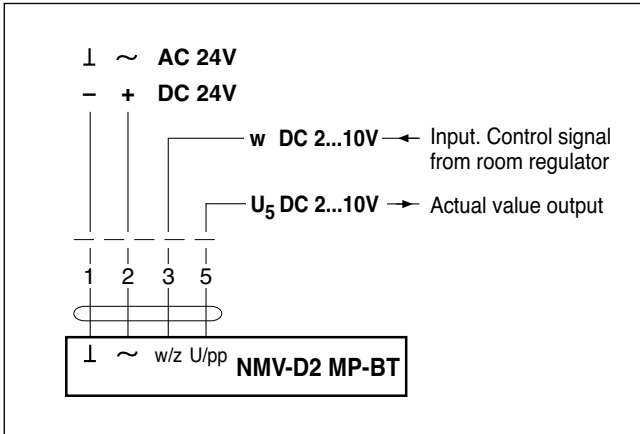 ⊥ ~ AC 24V
– + DC 24V
w DC 2...10V Input. Control signal
from room regulator
U5 DC 2...10V Actual value output
1 2 3 5
⊥ ~ w/z U/pp
NMV-D2 MP-BT